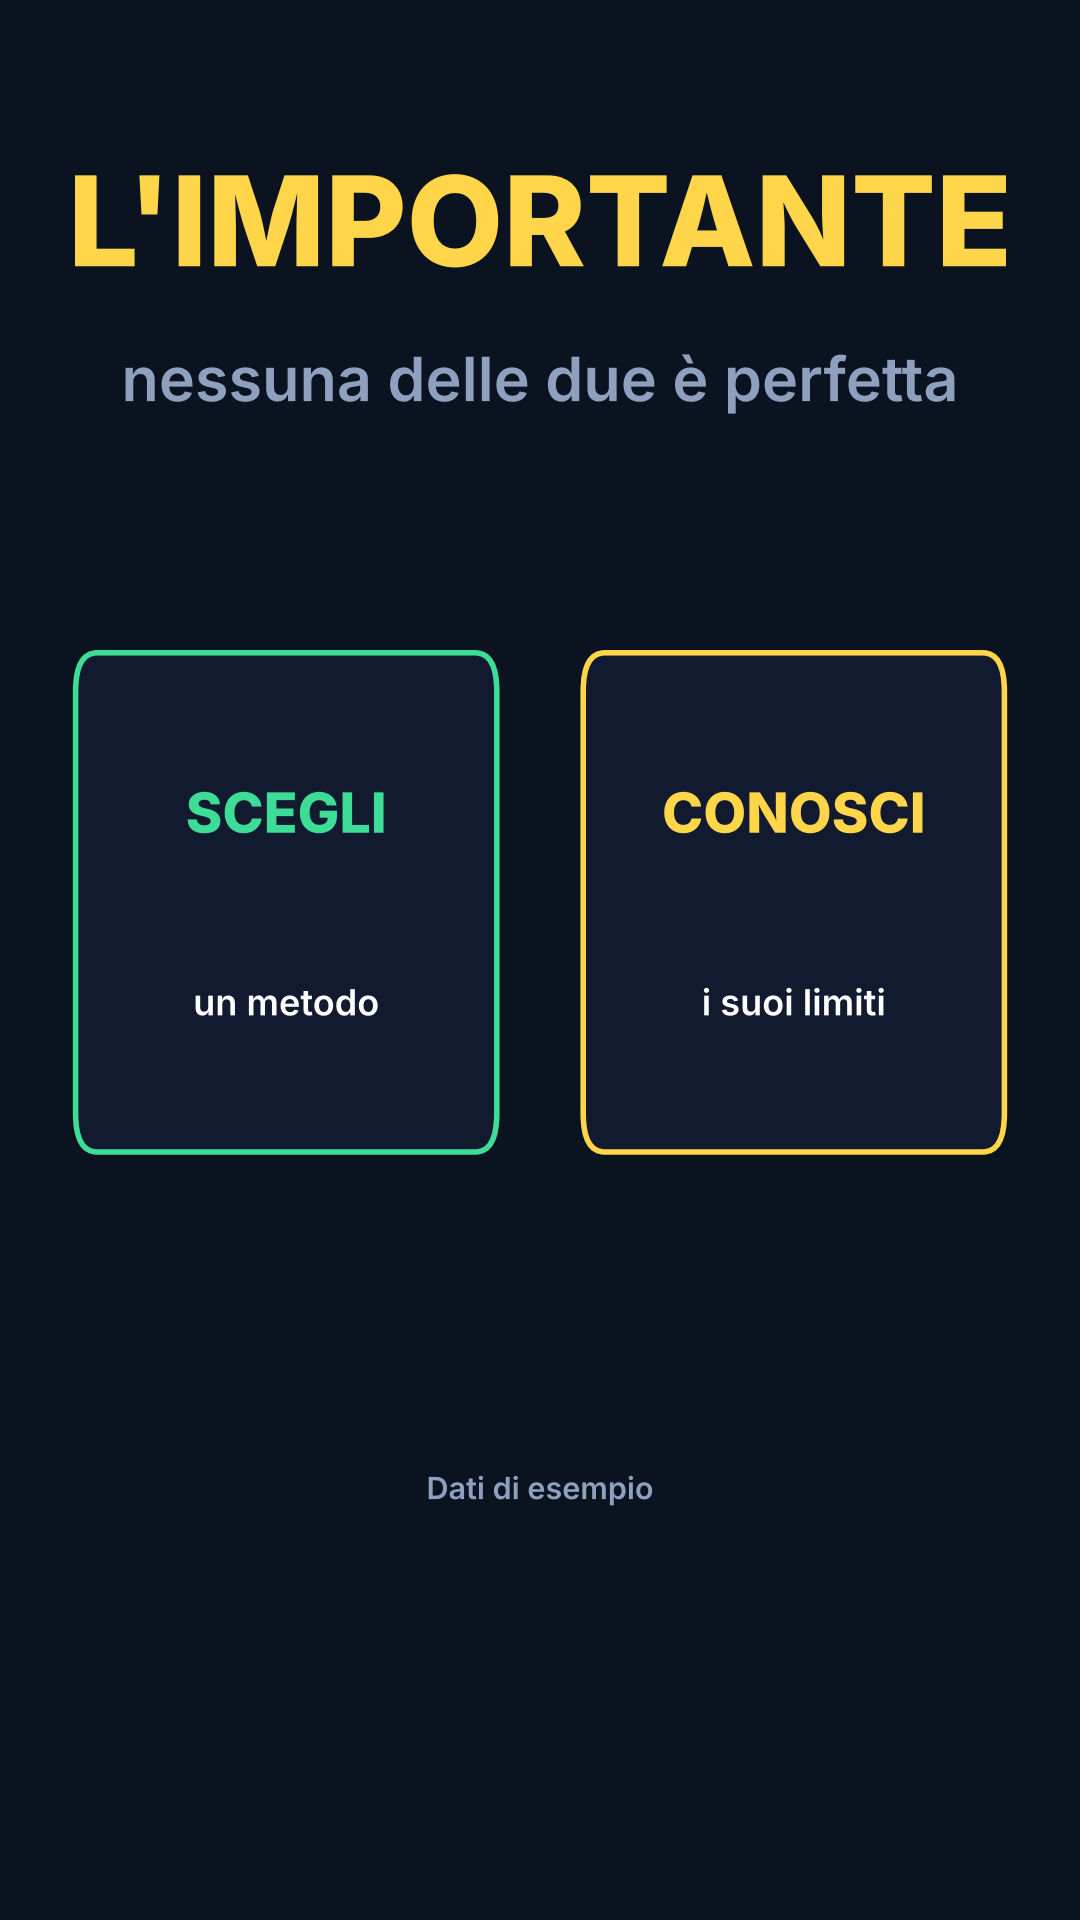 L'IMPORTANTE
nessuna delle due è perfetta
SCEGLI
un metodo
CONOSCI
i suoi limiti
Dati di esempio